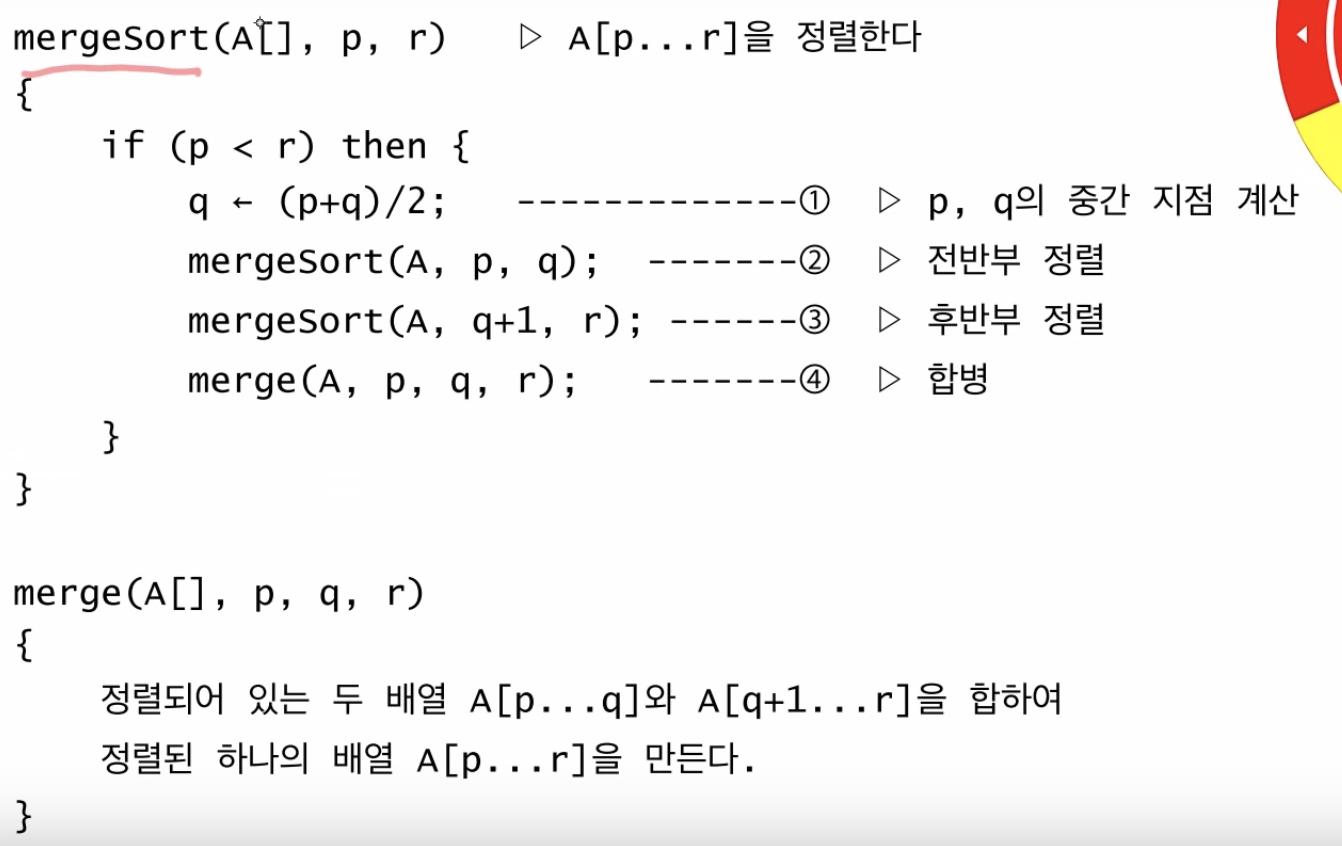 mergeSort(A[], p, r) ▷ A[p...r]을 정렬한다
{
if (p < r) then {
q ← (p+q)/2; -------------① ▷ p, q의 중간 지점 계산
mergeSort(A, p, q); -------② ▷ 전반부 정렬
mergeSort(A, q+1, r); ------③ ▷ 후반부 정렬
merge(A, p, q, r); -------④ ▷ 합병
}
}
merge(A[], p, q, r)
{
정렬되어 있는 두 배열 A[p...q]와 A[q+1...r]을 합하여
정렬된 하나의 배열 A[p...r]을 만든다.
}